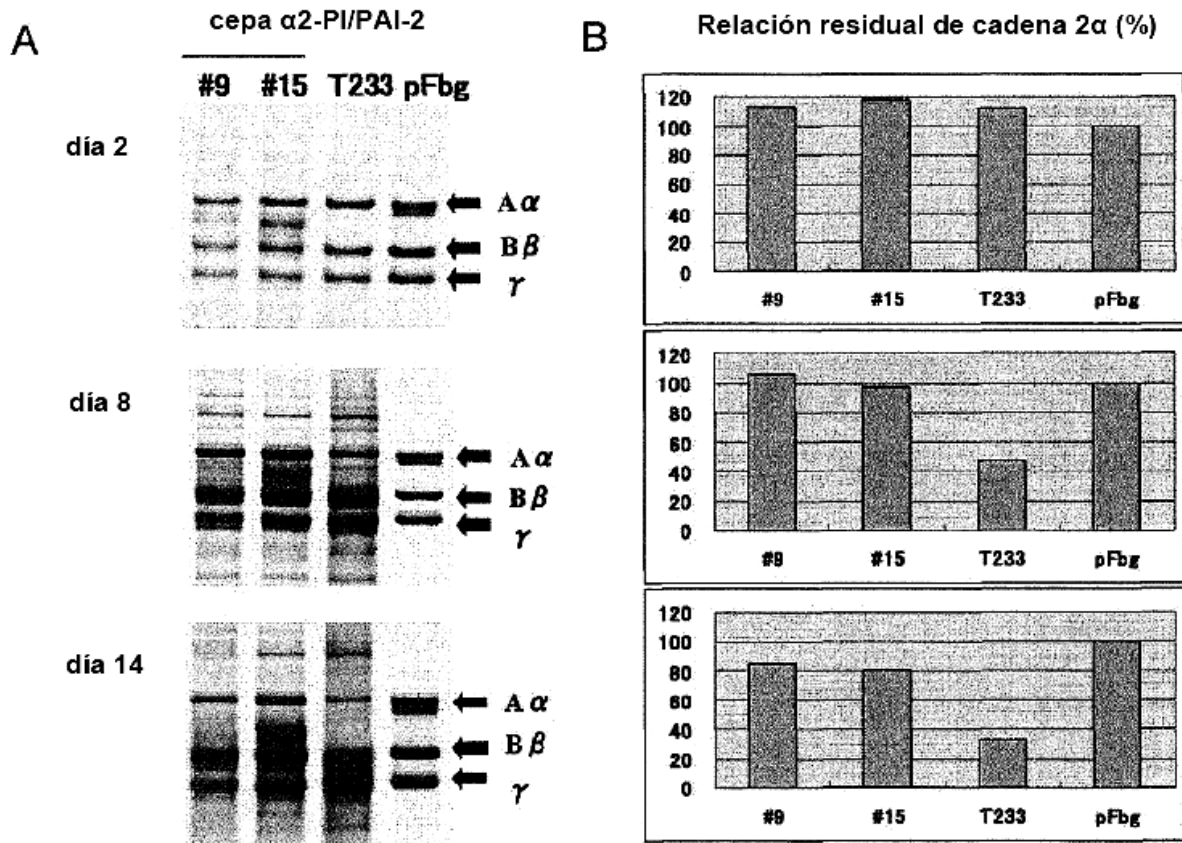 A
cepa α2-PI/PAI-2
#9 #15 T233 pFbg
día 2
Aα
Bβ
γ
día 8
Aα
Bβ
γ
día 14
Aα
Bβ
γ
B
Relación residual de cadena 2α (%)
120
100
80
60
40
20
0
#9 #15 T233 pFbg
120
100
80
60
40
20
0
#9 #15 T233 pFbg
120
100
80
60
40
20
0
#9 #15 T233 pFbg